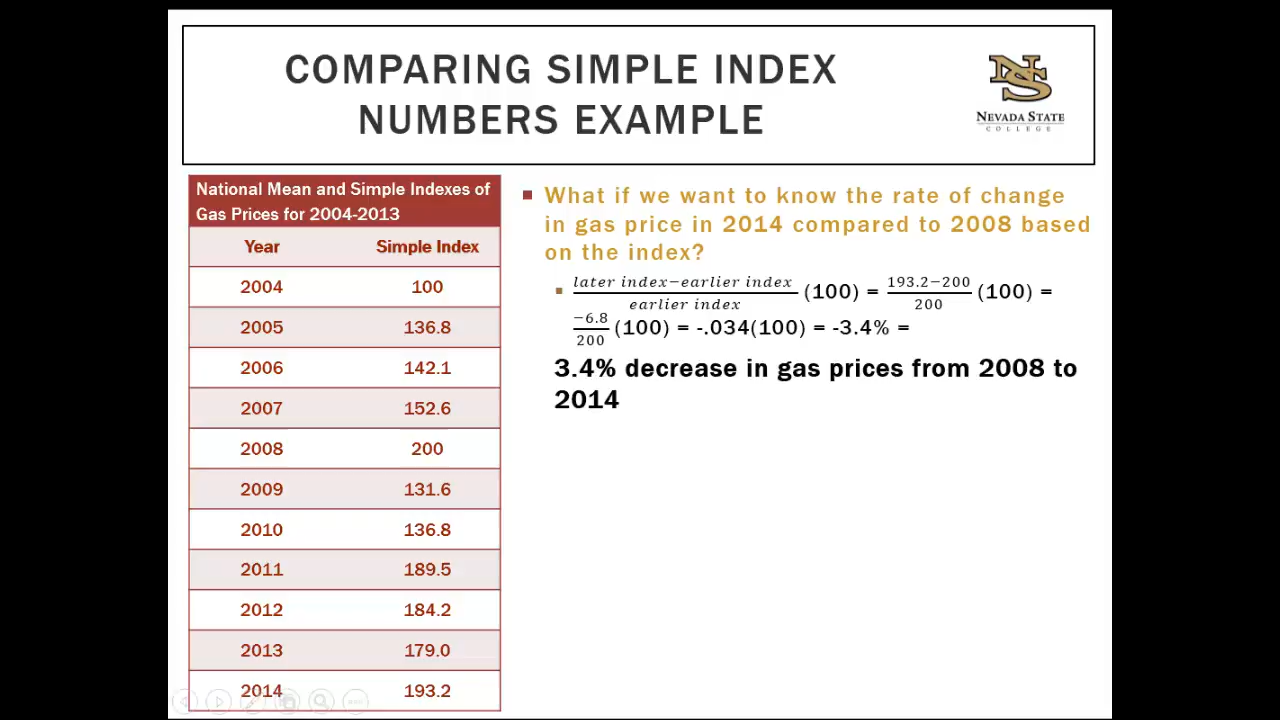 COMPARING SIMPLE INDEX
NUMBERS EXAMPLE
NS
NEVADA STATE
COLLEGE
National Mean and Simple Indexes of
Gas Prices for 2004-2013
Year Simple Index
2004 100
2005 136.8
2006 142.1
2007 152.6
2008 200
2009 131.6
2010 136.8
2011 189.5
2012 184.2
2013 179.0
2014 193.2
What if we want to know the rate of change
in gas price in 2014 compared to 2008 based
on the index?
later index−earlier index / earlier index (100) = 193.2−200 / 200 (100) =
−6.8 / 200 (100) = -.034(100) = -3.4% =
3.4% decrease in gas prices from 2008 to
2014